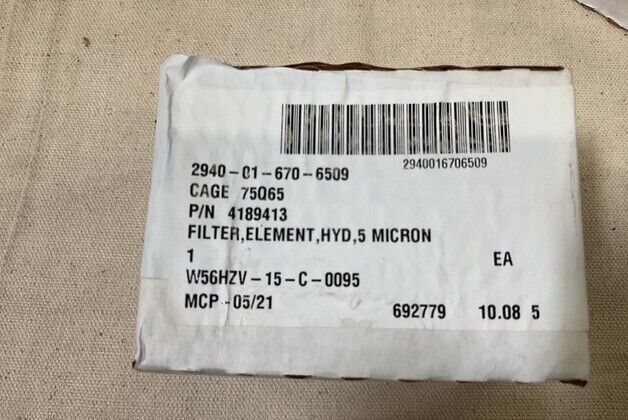 2940016706509
2940-01-670-6509
CAGE 75Q65
P/N 4189413
FILTER,ELEMENT,HYD,5 MICRON
1 EA
W56HZV-15-C-0095
MCP -05/21 692779 10.08 5